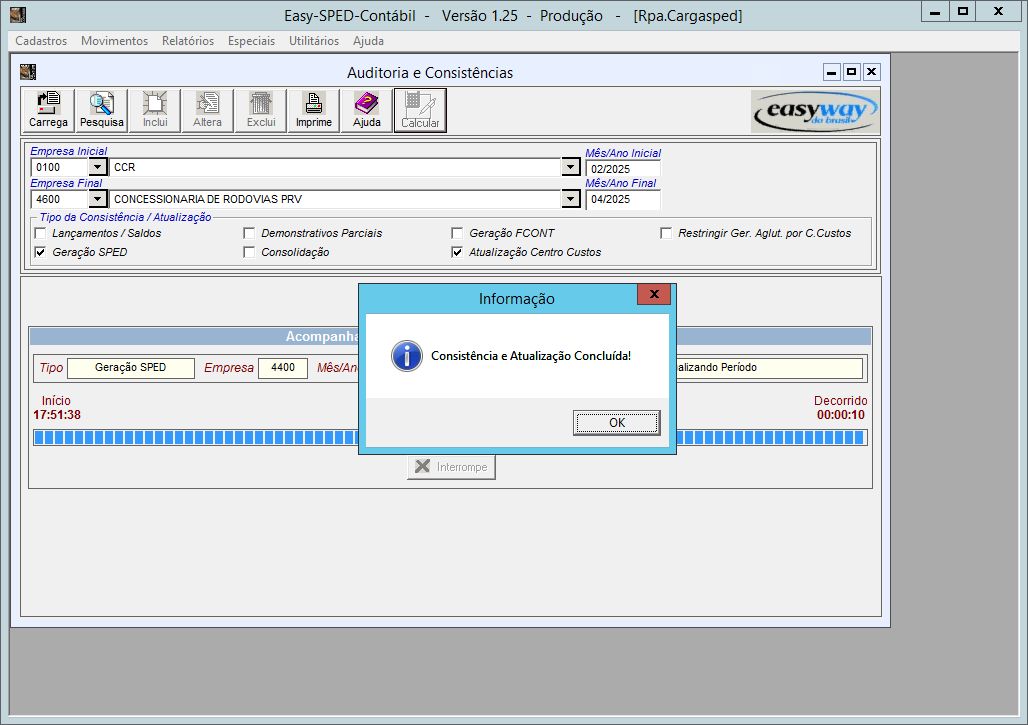 Easy-SPED-Contábil - Versão 1.25 - Produção - [Rpa.Cargasped]
Cadastros Movimentos Relatórios Especiais Utilitários Ajuda
Auditoria e Consistências
Carrega Pesquisa Inclui Altera Exclui Imprime Ajuda Calcular
easyway
do brasil
Empresa Inicial Mês/Ano Inicial
0100 CCR 02/2025
Empresa Final Mês/Ano Final
4600 CONCESSIONARIA DE RODOVIAS PRV 04/2025
Tipo da Consistência / Atualização
Lançamentos / Saldos Demonstrativos Parciais Geração FCONT Restringir Ger. Aglut. por C.Custos
Geração SPED Consolidação Atualização Centro Custos
Informação
Consistência e Atualização Concluída!
OK
Acompanha
Tipo Geração SPED Empresa 4400 Mês/An alizando Período
Início Decorrido
17:51:38 00:00:10
Interrompe